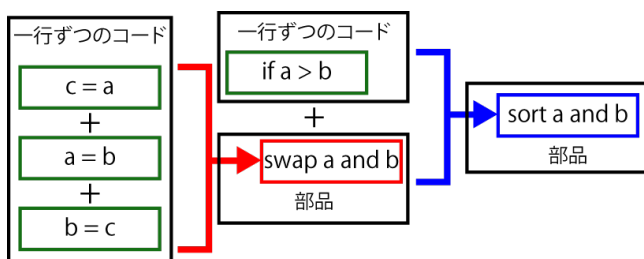 一行ずつのコード
c = a
+
a = b
+
b = c
一行ずつのコード
if a > b
+
swap a and b
部品
sort a and b
部品